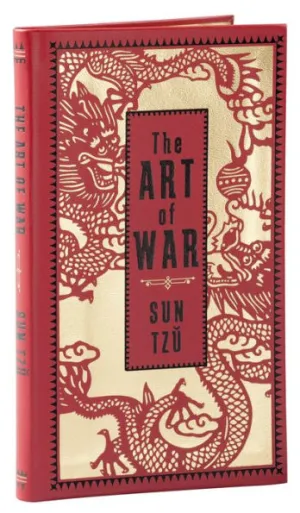 THE ART OF WAR
SUN TZŬ
The
ART
of
WAR
SUN
TZŬ